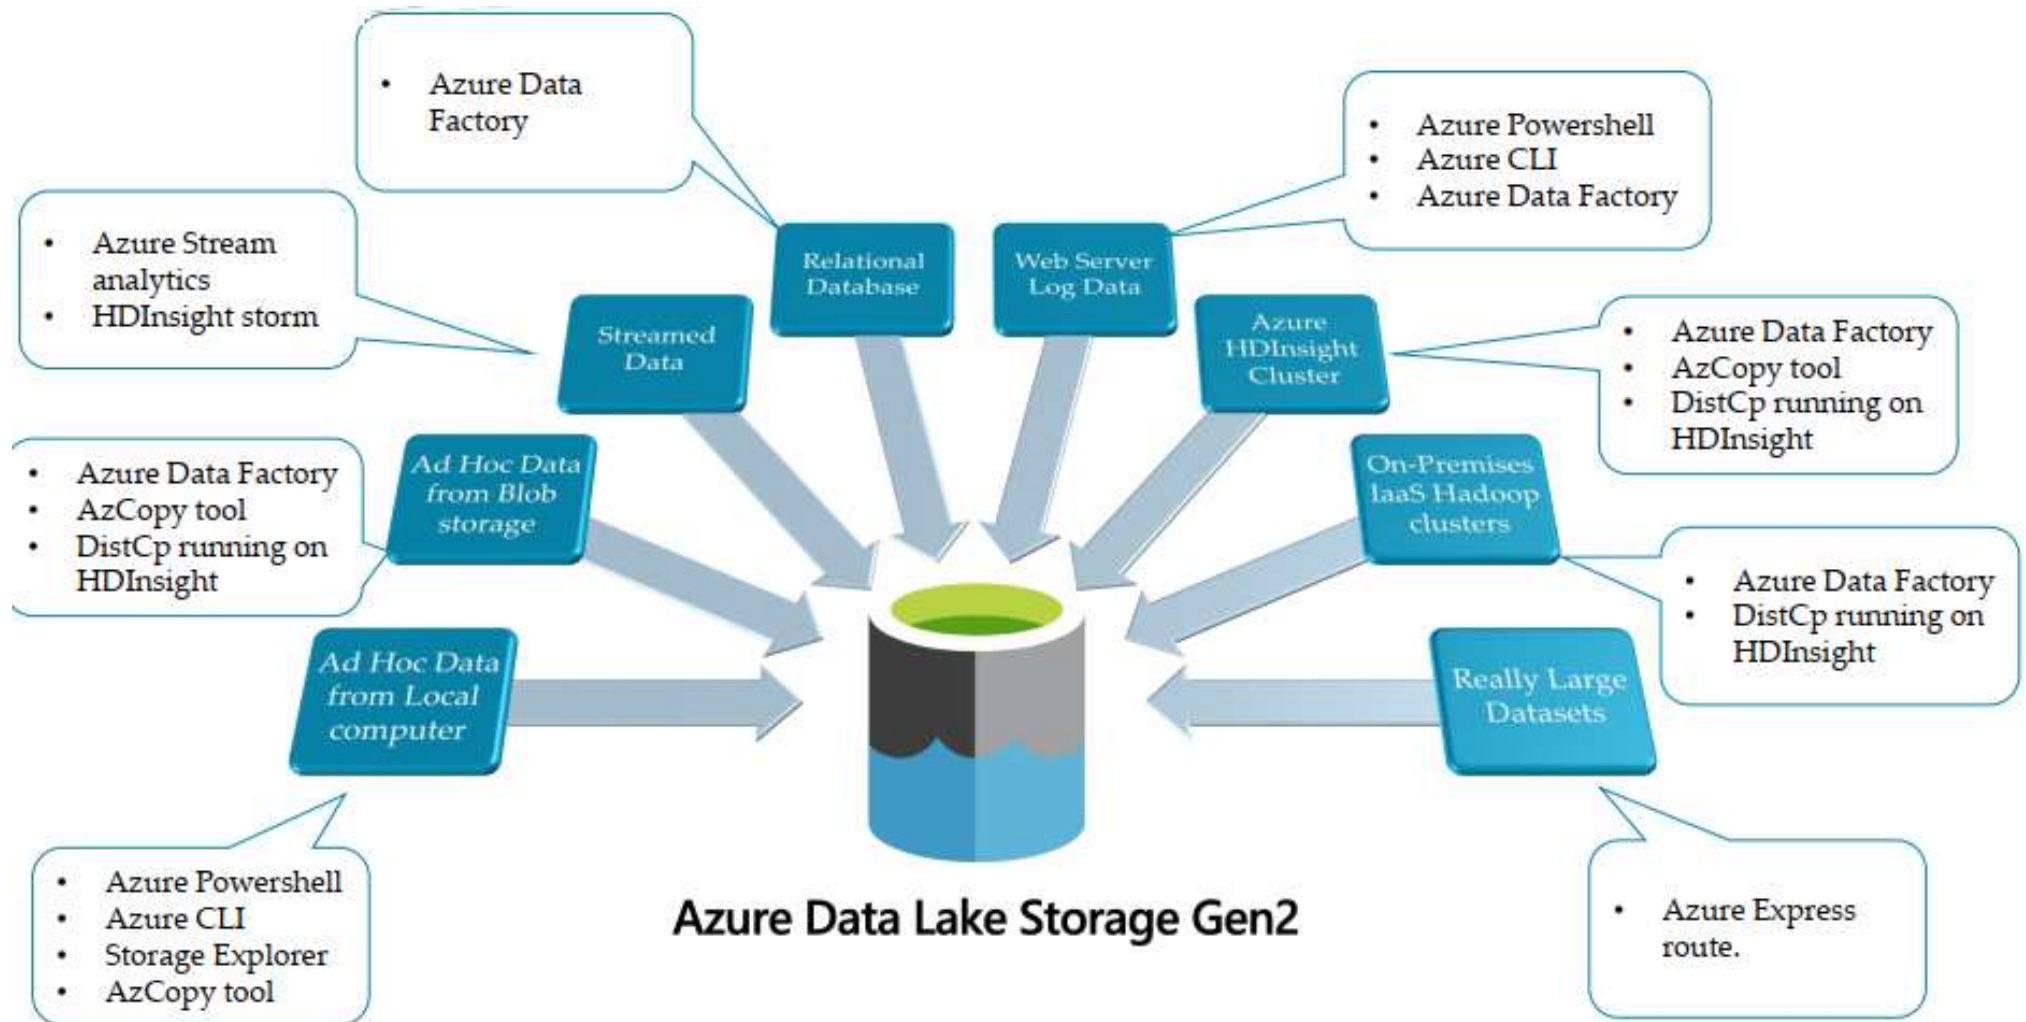 • Azure Data
Factory
• Azure Powershell
• Azure CLI
• Azure Data Factory
• Azure Stream
analytics
• HDInsight storm
Relational
Database
Web Server
Log Data
Streamed
Data
Azure
HDInsight
Cluster
• Azure Data Factory
• AzCopy tool
• DistCp running on
HDInsight
• Azure Data Factory
• AzCopy tool
• DistCp running on
HDInsight
Ad Hoc Data
from Blob
storage
On-Premises
IaaS Hadoop
clusters
• Azure Data Factory
• DistCp running on
HDInsight
Ad Hoc Data
from Local
computer
Really Large
Datasets
• Azure Powershell
• Azure CLI
• Storage Explorer
• AzCopy tool
Azure Data Lake Storage Gen2
• Azure Express
route.